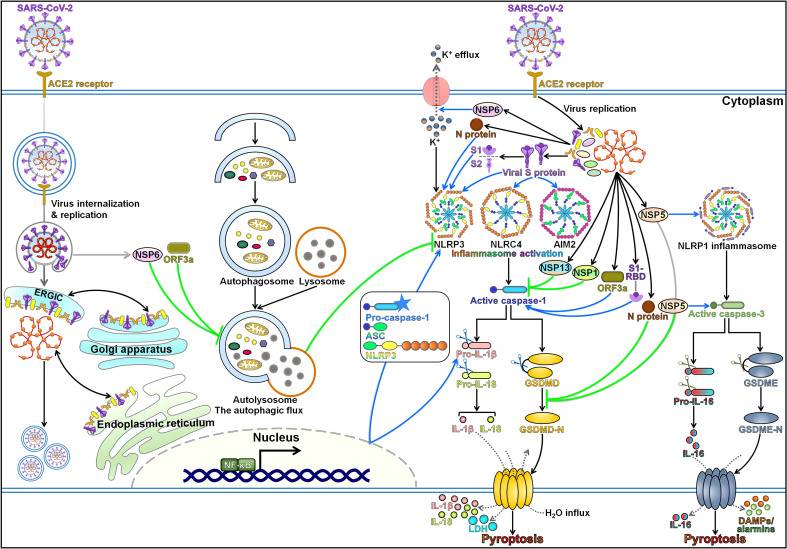 SARS-CoV-2
ACE2 receptor
Virus internalization
& replication
NSP6
ORF3a
ERGIC
Golgi apparatus
Endoplasmic reticulum
Autophagosome
Lysosome
Autolysosome
The autophagic flux
Nucleus
NF-κB
Pro-caspase-1
ASC
NLRP3
K⁺ efflux
K⁺
SARS-CoV-2
ACE2 receptor
Cytoplasm
Virus replication
NSP6
N protein
S1
S2
Viral S protein
NLRP3
NLRC4
AIM2
Inflammasome activation
NSP5
NLRP1 inflammasome
NSP13
NSP1
ORF3a
S1-
RBD
N protein
NSP5
Active caspase-1
Active caspase-3
Pro-IL-1β
Pro-IL-18
IL-1β, IL-18
GSDMD
GSDMD-N
Pro-IL-16
IL-16
GSDME
GSDME-N
IL-1β
IL-18
LDH
H₂O influx
Pyroptosis
IL-16
DAMPs/
alarmins
Pyroptosis